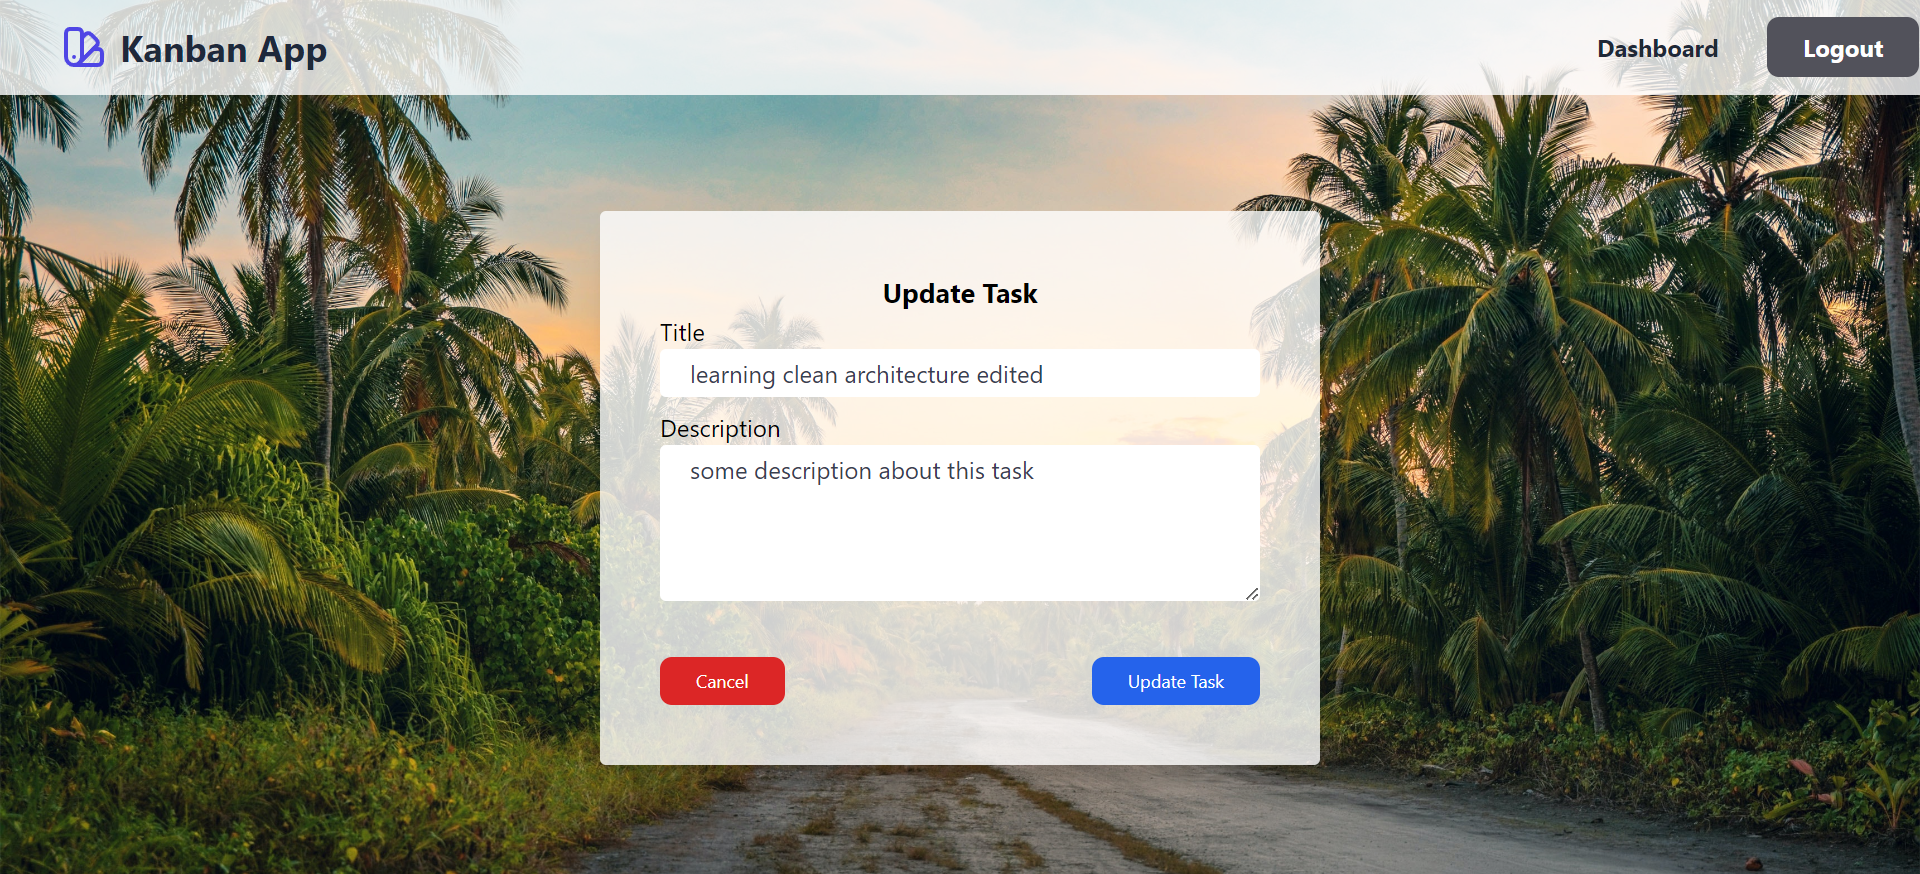 Kanban App
Dashboard
Logout
Update Task
Title
learning clean architecture edited
Description
some description about this task
Cancel
Update Task